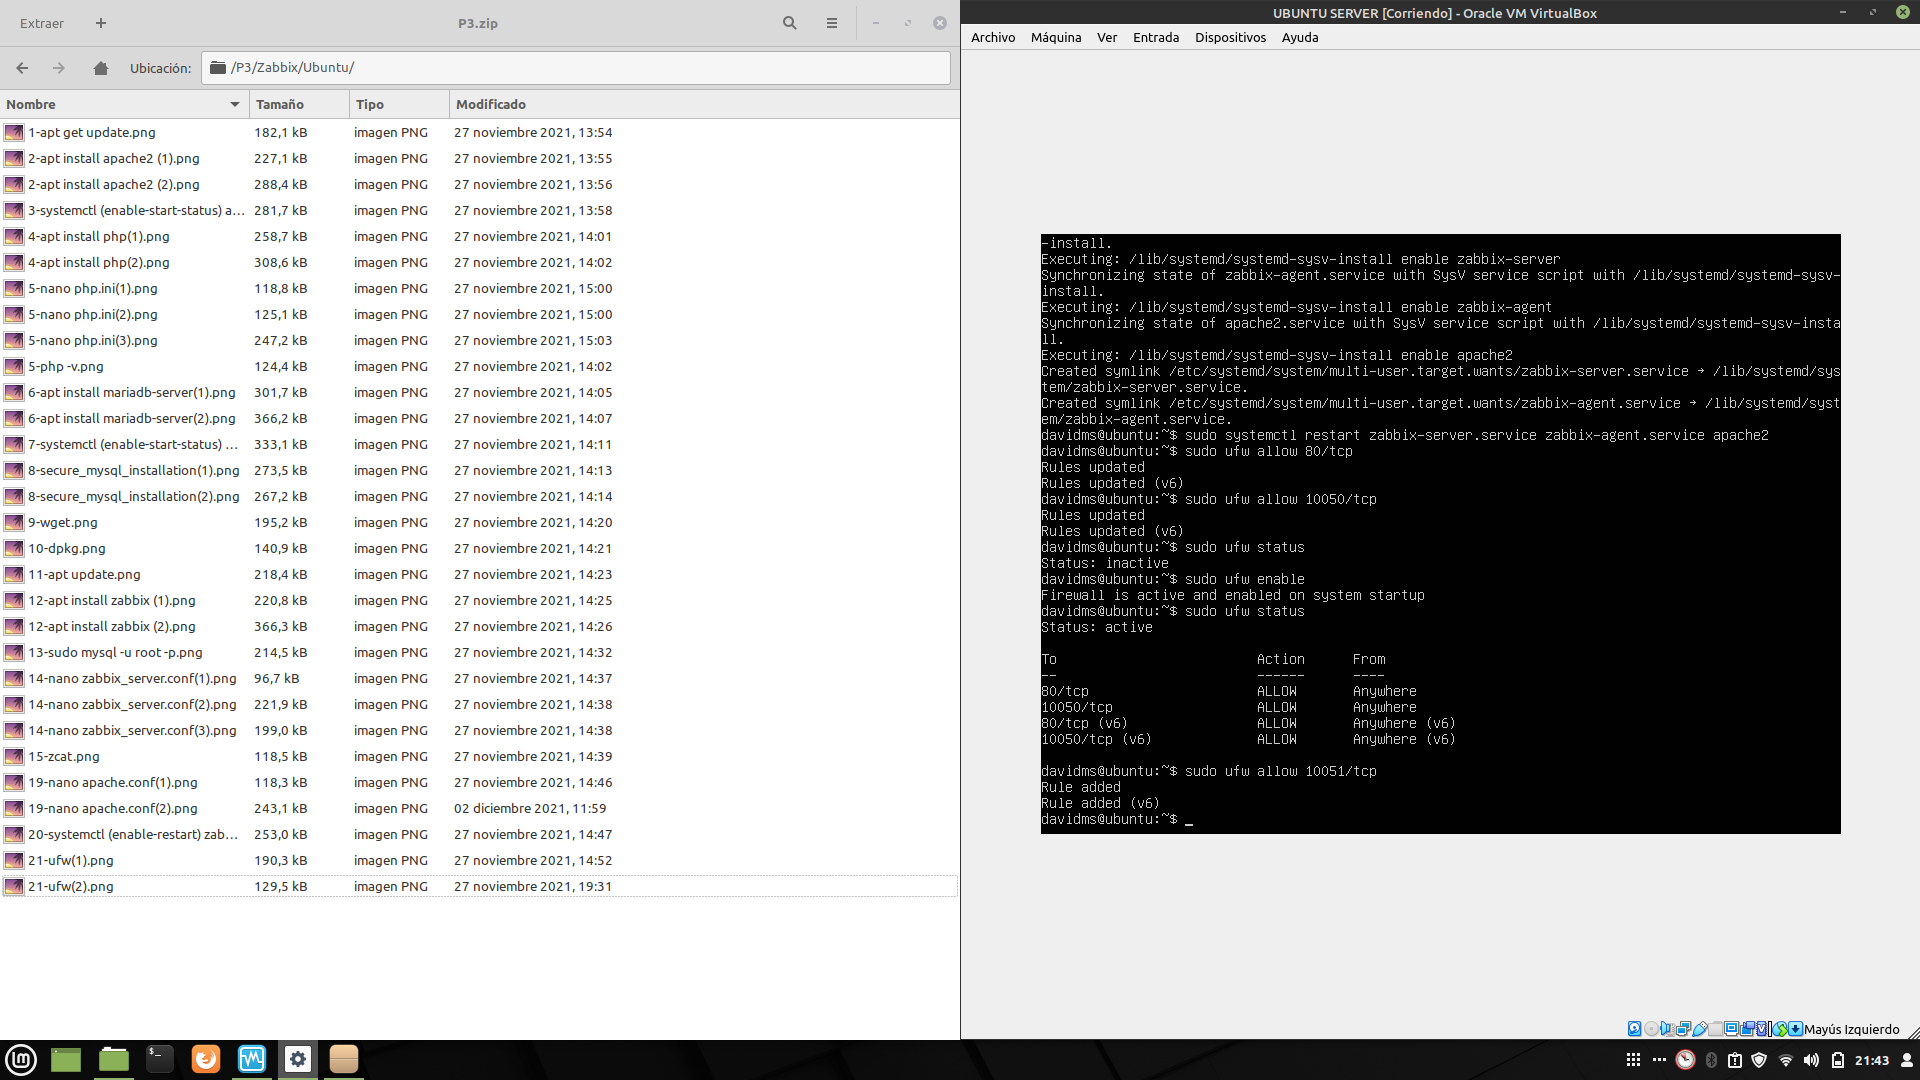 Extraer
P3.zip
Ubicación:
/P3/Zabbix/Ubuntu/
Nombre Tamaño Tipo Modificado
1-apt get update.png 182,1 kB imagen PNG 27 noviembre 2021, 13:54
2-apt install apache2 (1).png 227,1 kB imagen PNG 27 noviembre 2021, 13:55
2-apt install apache2 (2).png 288,4 kB imagen PNG 27 noviembre 2021, 13:56
3-systemctl (enable-start-status) a... 281,7 kB imagen PNG 27 noviembre 2021, 13:58
4-apt install php(1).png 258,7 kB imagen PNG 27 noviembre 2021, 14:01
4-apt install php(2).png 308,6 kB imagen PNG 27 noviembre 2021, 14:02
5-nano php.ini(1).png 118,8 kB imagen PNG 27 noviembre 2021, 15:00
5-nano php.ini(2).png 125,1 kB imagen PNG 27 noviembre 2021, 15:00
5-nano php.ini(3).png 247,2 kB imagen PNG 27 noviembre 2021, 15:03
5-php -v.png 124,4 kB imagen PNG 27 noviembre 2021, 14:02
6-apt install mariadb-server(1).png 301,7 kB imagen PNG 27 noviembre 2021, 14:05
6-apt install mariadb-server(2).png 366,2 kB imagen PNG 27 noviembre 2021, 14:07
7-systemctl (enable-start-status) ... 333,1 kB imagen PNG 27 noviembre 2021, 14:11
8-secure_mysql_installation(1).png 273,5 kB imagen PNG 27 noviembre 2021, 14:13
8-secure_mysql_installation(2).png 267,2 kB imagen PNG 27 noviembre 2021, 14:14
9-wget.png 195,2 kB imagen PNG 27 noviembre 2021, 14:20
10-dpkg.png 140,9 kB imagen PNG 27 noviembre 2021, 14:21
11-apt update.png 218,4 kB imagen PNG 27 noviembre 2021, 14:23
12-apt install zabbix (1).png 220,8 kB imagen PNG 27 noviembre 2021, 14:25
12-apt install zabbix (2).png 366,3 kB imagen PNG 27 noviembre 2021, 14:26
13-sudo mysql -u root -p.png 214,5 kB imagen PNG 27 noviembre 2021, 14:32
14-nano zabbix_server.conf(1).png 96,7 kB imagen PNG 27 noviembre 2021, 14:37
14-nano zabbix_server.conf(2).png 221,9 kB imagen PNG 27 noviembre 2021, 14:38
14-nano zabbix_server.conf(3).png 199,0 kB imagen PNG 27 noviembre 2021, 14:38
15-zcat.png 118,5 kB imagen PNG 27 noviembre 2021, 14:39
19-nano apache.conf(1).png 118,3 kB imagen PNG 27 noviembre 2021, 14:46
19-nano apache.conf(2).png 243,1 kB imagen PNG 02 diciembre 2021, 11:59
20-systemctl (enable-restart) zab... 253,0 kB imagen PNG 27 noviembre 2021, 14:47
21-ufw(1).png 190,3 kB imagen PNG 27 noviembre 2021, 14:52
21-ufw(2).png 129,5 kB imagen PNG 27 noviembre 2021, 19:31
UBUNTU SERVER [Corriendo] - Oracle VM VirtualBox
Archivo Máquina Ver Entrada Dispositivos Ayuda
-install.
Executing: /lib/systemd/systemd-sysv-install enable zabbix-server
Synchronizing state of zabbix-agent.service with SysV service script with /lib/systemd/systemd-sysv-
install.
Executing: /lib/systemd/systemd-sysv-install enable zabbix-agent
Synchronizing state of apache2.service with SysV service script with /lib/systemd/systemd-sysv-insta
ll.
Executing: /lib/systemd/systemd-sysv-install enable apache2
Created symlink /etc/systemd/system/multi-user.target.wants/zabbix-server.service → /lib/systemd/sys
tem/zabbix-server.service.
Created symlink /etc/systemd/system/multi-user.target.wants/zabbix-agent.service → /lib/systemd/syst
em/zabbix-agent.service.
davidms@ubuntu:~$ sudo systemctl restart zabbix-server.service zabbix-agent.service apache2
davidms@ubuntu:~$ sudo ufw allow 80/tcp
Rules updated
Rules updated (v6)
davidms@ubuntu:~$ sudo ufw allow 10050/tcp
Rules updated
Rules updated (v6)
davidms@ubuntu:~$ sudo ufw status
Status: inactive
davidms@ubuntu:~$ sudo ufw enable
Firewall is active and enabled on system startup
davidms@ubuntu:~$ sudo ufw status
Status: active
To Action From
-- ------ ----
80/tcp ALLOW Anywhere
10050/tcp ALLOW Anywhere
80/tcp (v6) ALLOW Anywhere (v6)
10050/tcp (v6) ALLOW Anywhere (v6)
davidms@ubuntu:~$ sudo ufw allow 10051/tcp
Rule added
Rule added (v6)
davidms@ubuntu:~$ _
Mayús Izquierdo
21:43